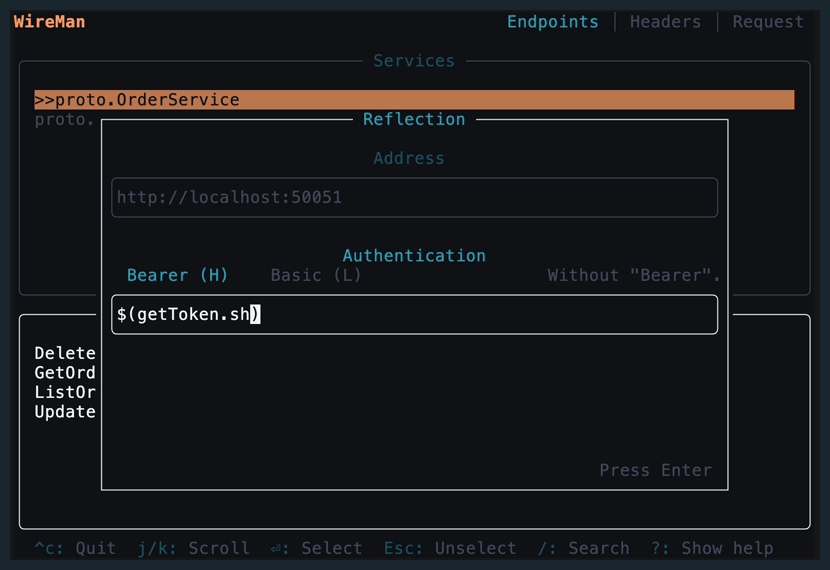 WireMan Endpoints │ Headers │ Request
Services
>>proto.OrderService
proto.
Reflection
Address
http://localhost:50051
Authentication
Bearer (H) Basic (L) Without "Bearer".
$(getToken.sh)
Delete
GetOrd
ListOr
Update
Press Enter
^c: Quit j/k: Scroll ⏎: Select Esc: Unselect /: Search ?: Show help